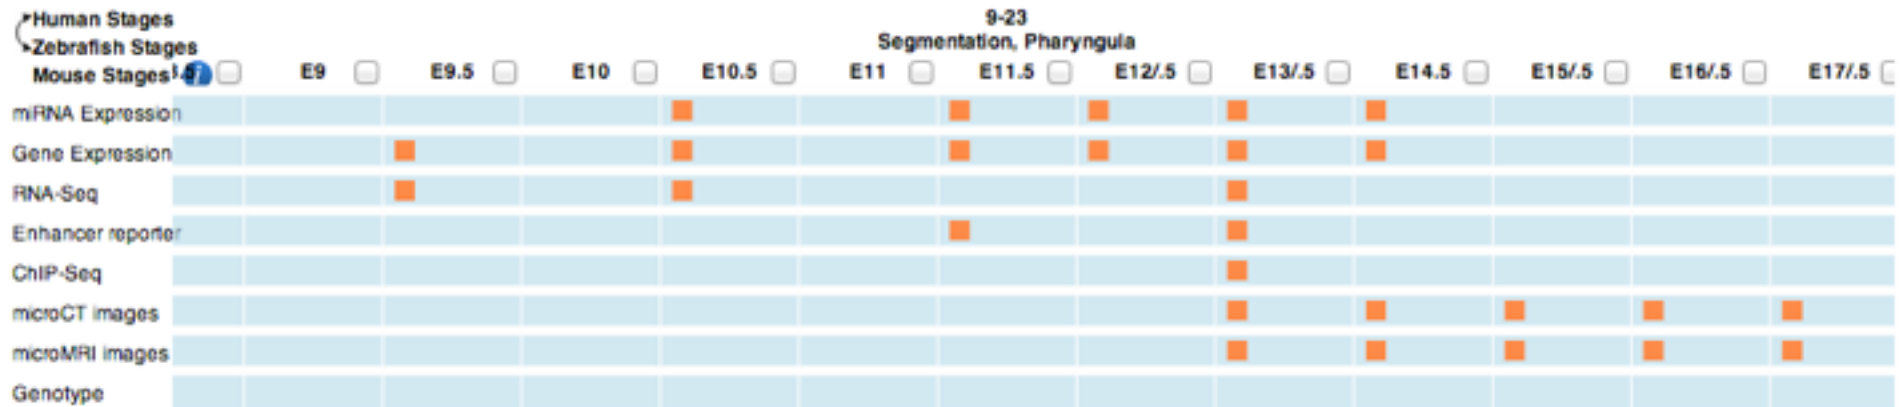 Human Stages
9-23
Zebrafish Stages
Segmentation, Pharyngula
Mouse Stages E9 E9.5 E10 E10.5 E11 E11.5 E12/.5 E13/.5 E14.5 E15/.5 E16/.5 E17/.5
miRNA Expression
Gene Expression
RNA-Seq
Enhancer reporter
ChIP-Seq
microCT images
microMRI images
Genotype